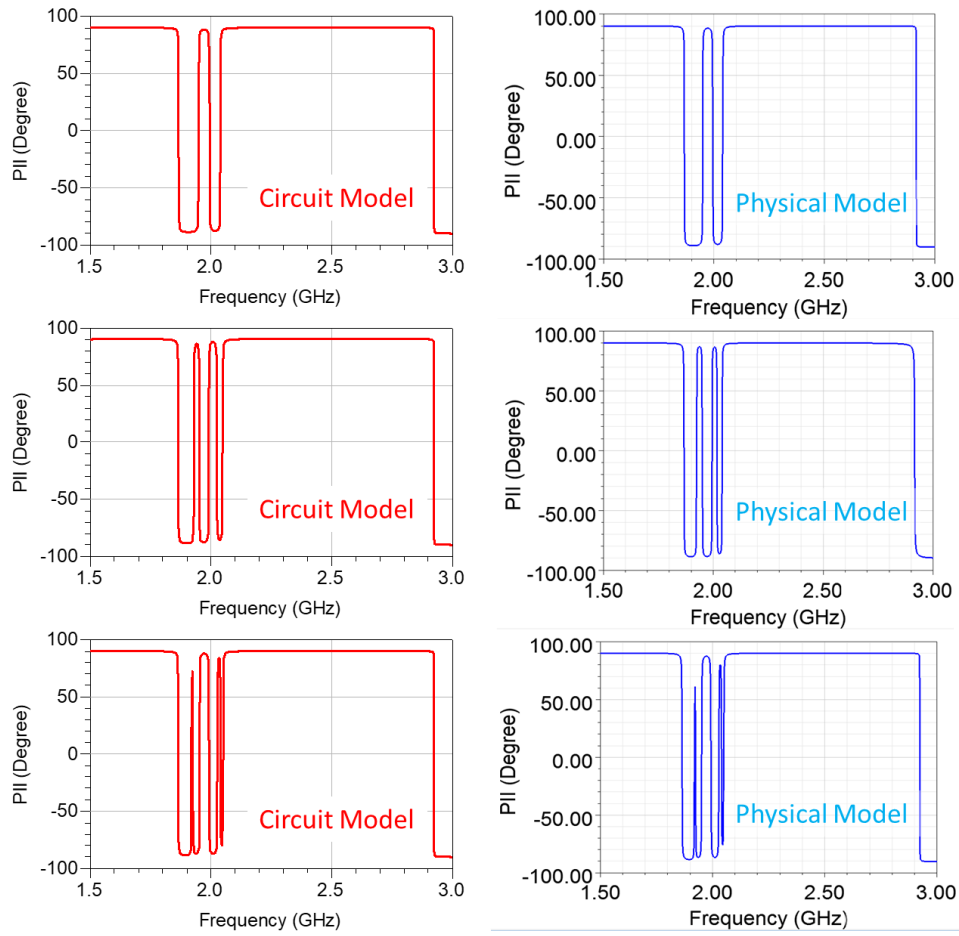 100
50
0
-50
-100
PII (Degree)
Circuit Model
1.5 2.0 2.5 3.0
Frequency (GHz)
100.00
50.00
0.00
-50.00
-100.00
PII (Degree)
Physical Model
1.50 2.00 2.50 3.00
Frequency (GHz)
100
50
0
-50
-100
PII (Degree)
Circuit Model
1.5 2.0 2.5 3.0
Frequency (GHz)
100.00
50.00
0.00
-50.00
-100.00
PII (Degree)
Physical Model
1.50 2.00 2.50 3.00
Frequency (GHz)
100
50
0
-50
-100
PII (Degree)
Circuit Model
1.5 2.0 2.5 3.0
Frequency (GHz)
100.00
50.00
0.00
-50.00
-100.00
PII (Degree)
Physical Model
1.50 2.00 2.50 3.00
Frequency (GHz)